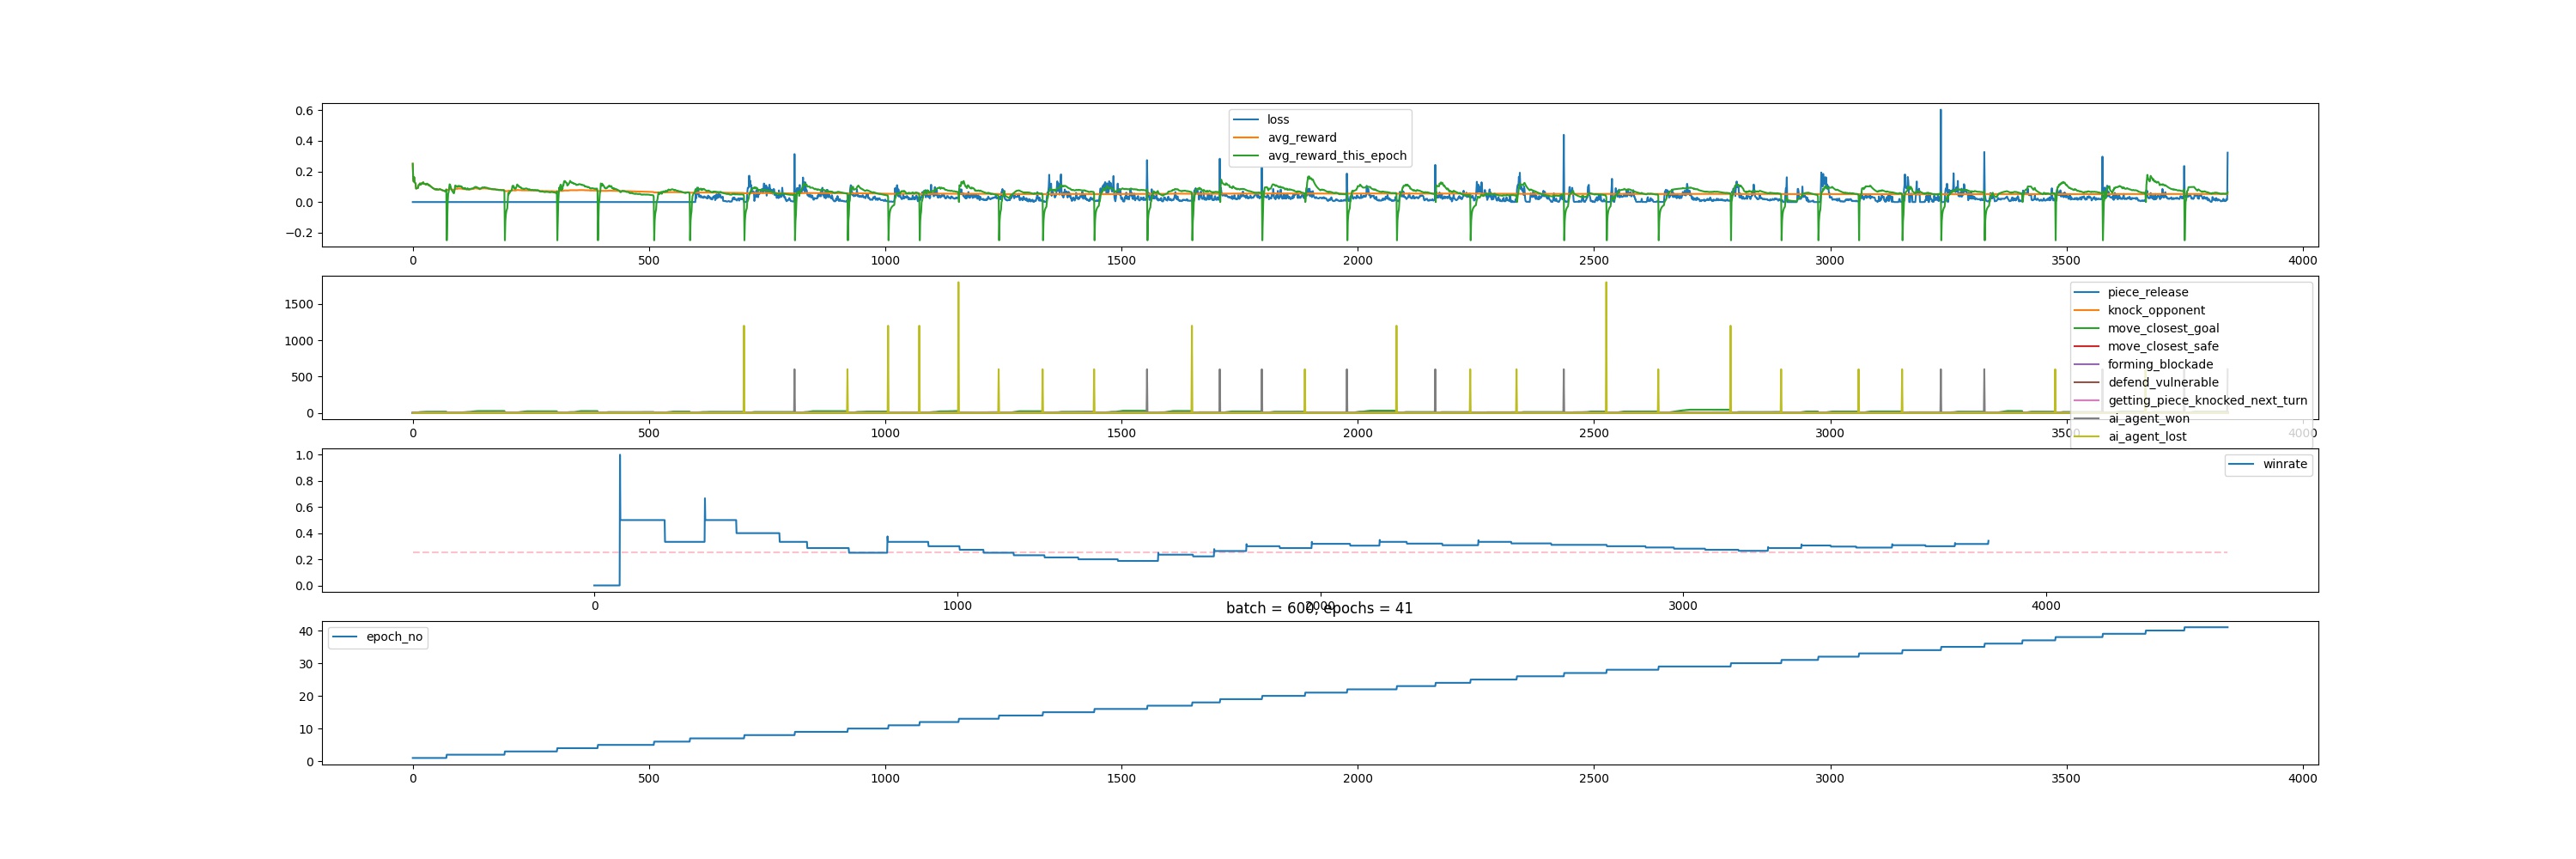 0.6
0.4
0.2
0.0
−0.2
loss
avg_reward
avg_reward_this_epoch
0 500 1000 1500 2000 2500 3000 3500 4000
1500
1000
500
0
piece_release
knock_opponent
move_closest_goal
move_closest_safe
forming_blockade
defend_vulnerable
getting_piece_knocked_next_turn
ai_agent_won
ai_agent_lost
0 500 1000 1500 2000 2500 3000 3500 4000
1.0
0.8
0.6
0.4
0.2
0.0
winrate
0 1000 2000 3000 4000
batch = 600, epochs = 41
40
30
20
10
0
epoch_no
0 500 1000 1500 2000 2500 3000 3500 4000